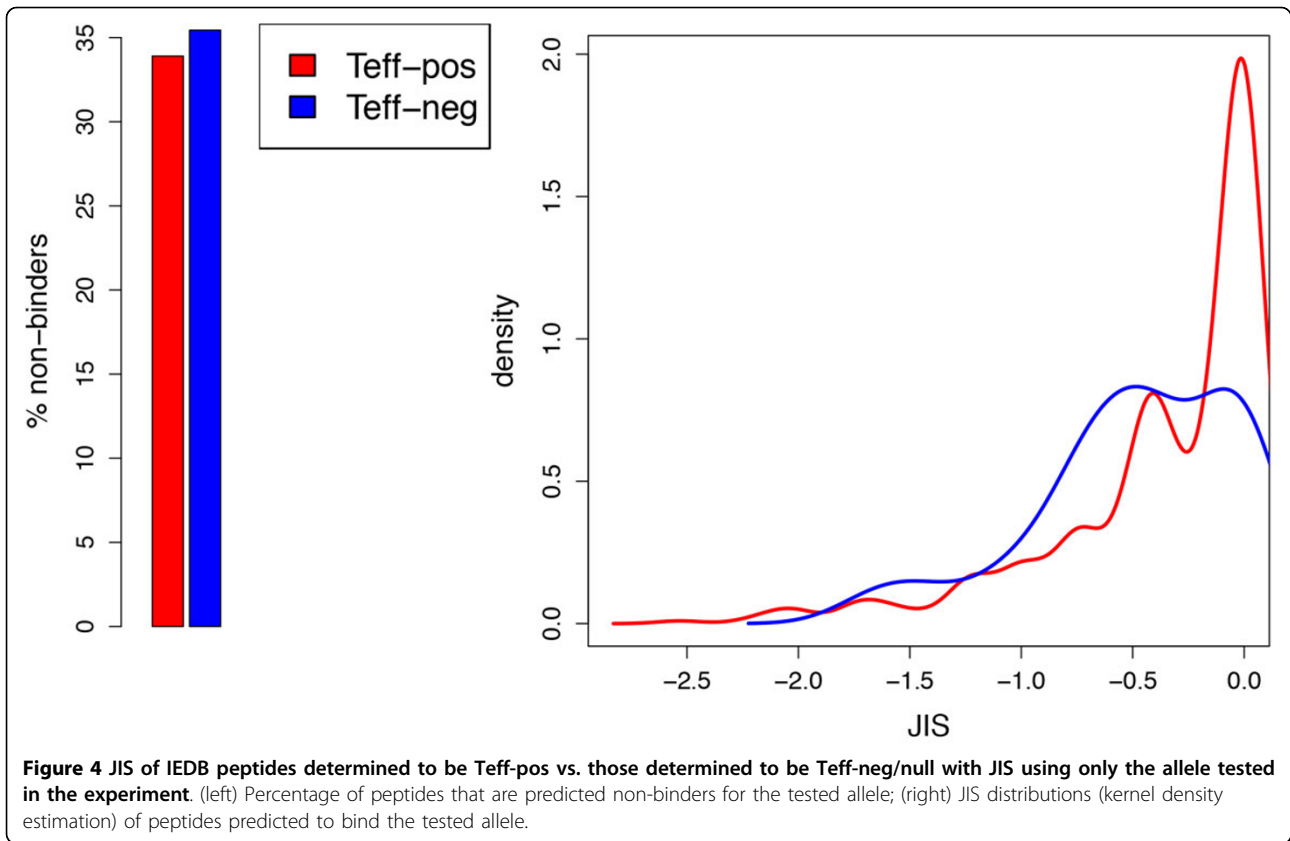 Teff−pos
Teff−neg
% non−binders
35
30
25
20
15
10
5
0
density
2.0
1.5
1.0
0.5
0.0
−2.5 −2.0 −1.5 −1.0 −0.5 0.0
JIS
Figure 4 JIS of IEDB peptides determined to be Teff-pos vs. those determined to be Teff-neg/null with JIS using only the allele tested
in the experiment. (left) Percentage of peptides that are predicted non-binders for the tested allele; (right) JIS distributions (kernel density
estimation) of peptides predicted to bind the tested allele.